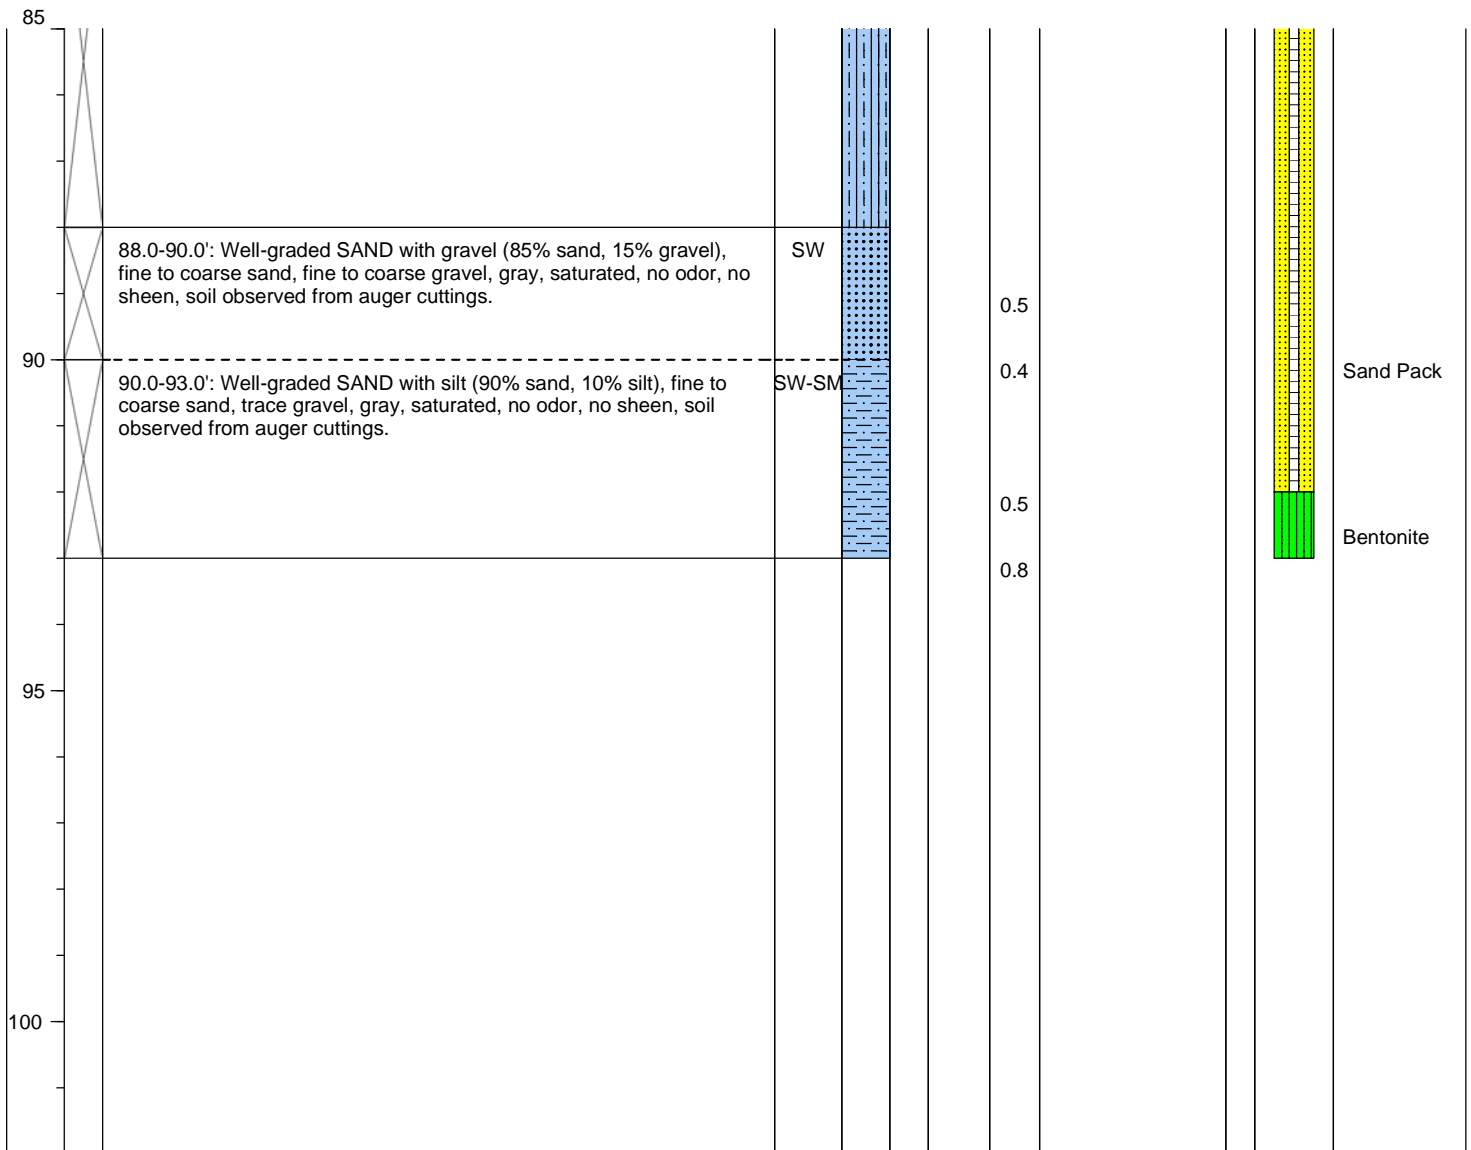 85
88.0-90.0': Well-graded SAND with gravel (85% sand, 15% gravel),
fine to coarse sand, fine to coarse gravel, gray, saturated, no odor, no
sheen, soil observed from auger cuttings.
SW
0.5
90
90.0-93.0': Well-graded SAND with silt (90% sand, 10% silt), fine to
coarse sand, trace gravel, gray, saturated, no odor, no sheen, soil
observed from auger cuttings.
SW-SM
0.4
Sand Pack
0.5
Bentonite
0.8
95
100